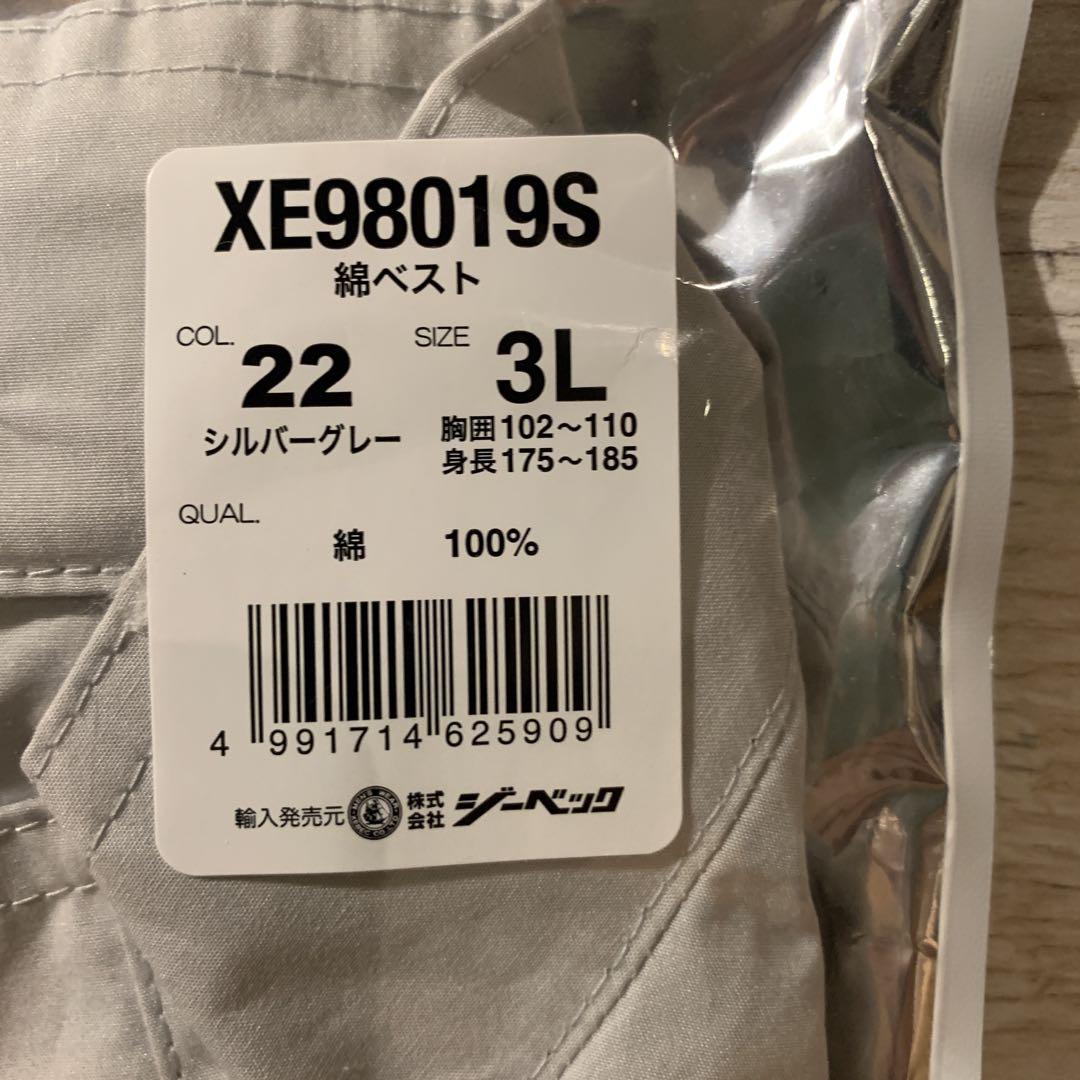 XE98019S
綿ベスト
COL. 22
シルバーグレー
SIZE 3L
胸囲102～110
身長175～185
QUAL.
綿 100%
4 991714 625909
輸入発売元 株式会社 ジーベック